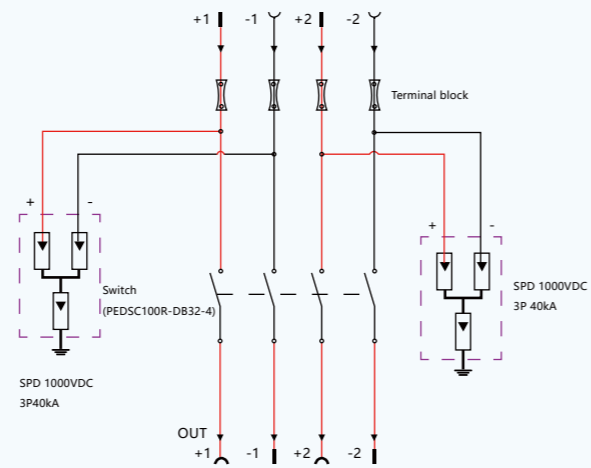 +1 -1 +2 -2
Terminal block
+ -
+ -
Switch
(PEDSC100R-DB32-4)
SPD 1000VDC
3P 40kA
SPD 1000VDC
3P40kA
OUT
+1 -1 +2 -2